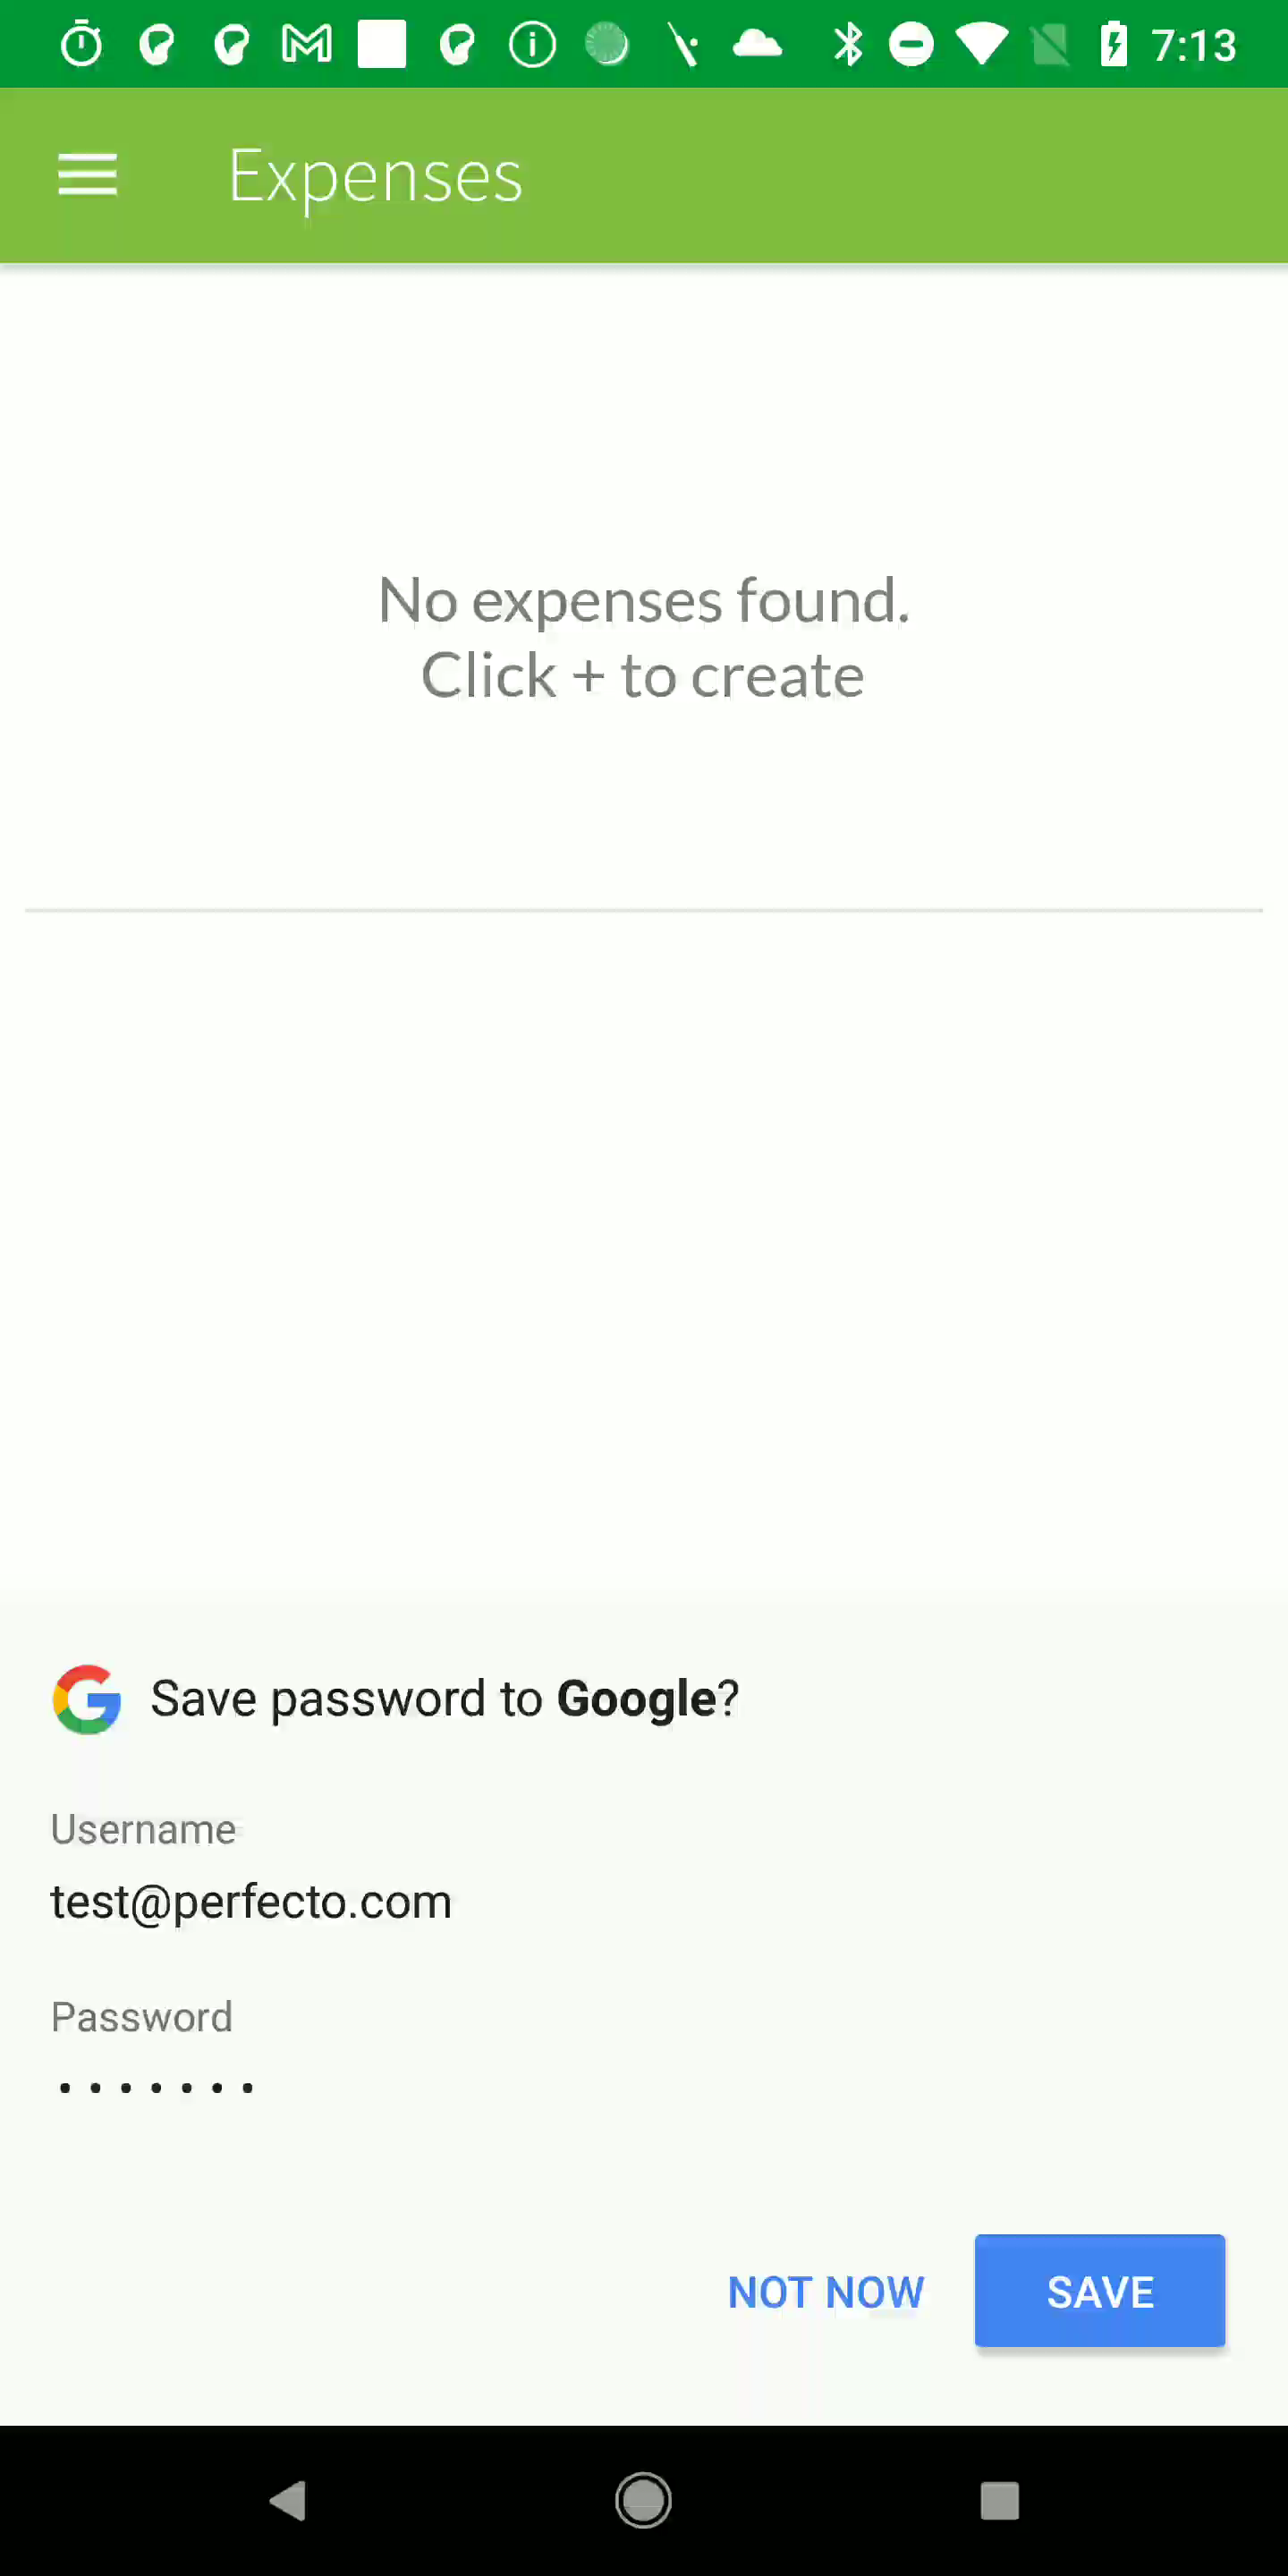 7:13
Expenses
No expenses found.
Click + to create
Save password to Google?
Username
test@perfecto.com
Password
•••••••
NOT NOW
SAVE